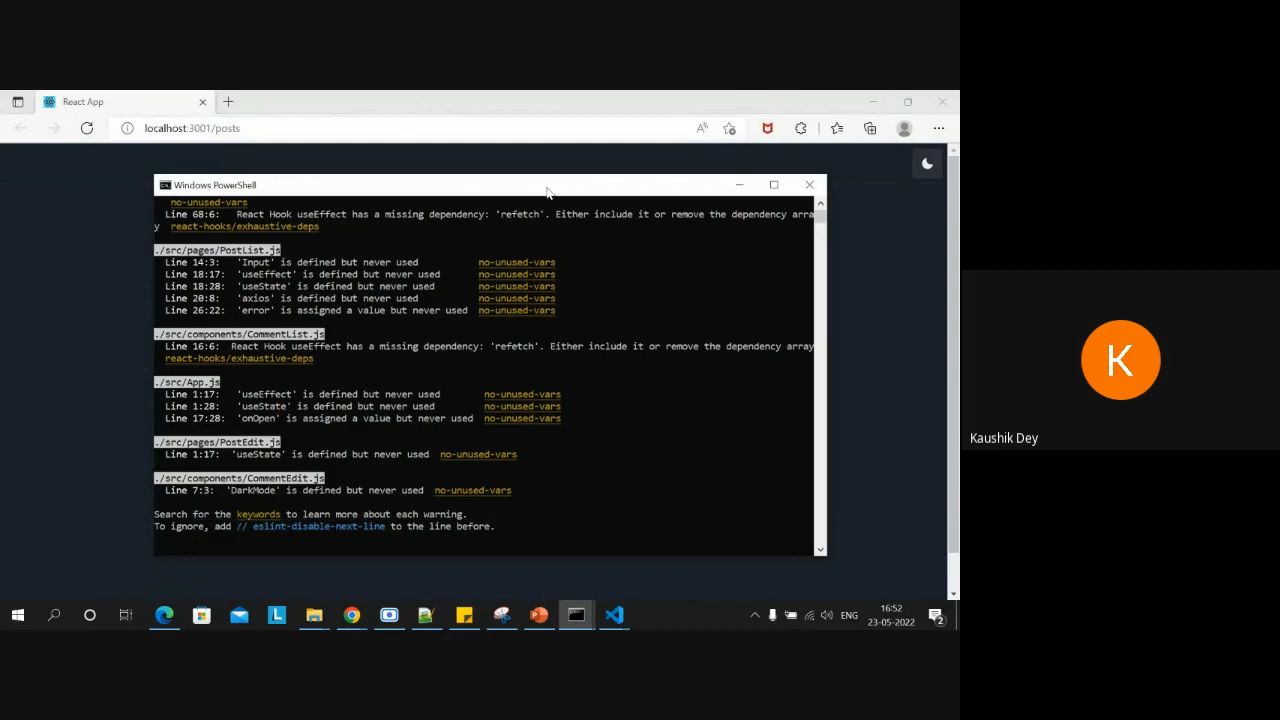 React App
localhost:3001/posts
Windows PowerShell
no-unused-vars
Line 68:6:   React Hook useEffect has a missing dependency: 'refetch'. Either include it or remove the dependency arra
y  react-hooks/exhaustive-deps
./src/pages/PostList.js
Line 14:3:   'Input' is defined but never used           no-unused-vars
Line 18:17:  'useEffect' is defined but never used       no-unused-vars
Line 18:28:  'useState' is defined but never used        no-unused-vars
Line 20:8:   'axios' is defined but never used           no-unused-vars
Line 26:22:  'error' is assigned a value but never used  no-unused-vars
./src/components/CommentList.js
Line 16:6:  React Hook useEffect has a missing dependency: 'refetch'. Either include it or remove the dependency array
react-hooks/exhaustive-deps
./src/App.js
Line 1:17:   'useEffect' is defined but never used        no-unused-vars
Line 1:28:   'useState' is defined but never used         no-unused-vars
Line 17:28:  'onOpen' is assigned a value but never used  no-unused-vars
./src/pages/PostEdit.js
Line 1:17:  'useState' is defined but never used  no-unused-vars
./src/components/CommentEdit.js
Line 7:3:  'DarkMode' is defined but never used  no-unused-vars
Search for the keywords to learn more about each warning.
To ignore, add // eslint-disable-next-line to the line before.
K
Kaushik Dey
ENG
16:52
23-05-2022
2